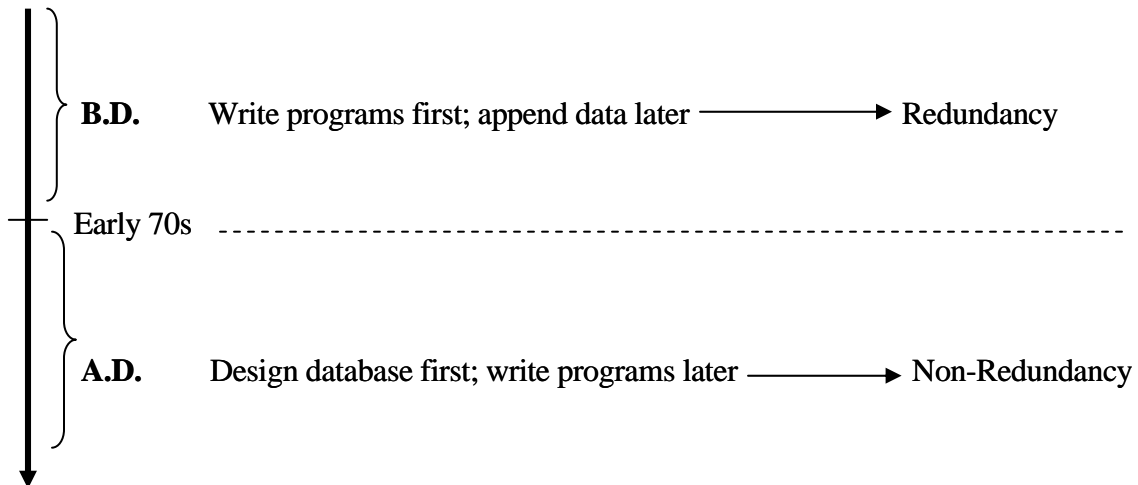 B.D. Write programs first; append data later Redundancy
Early 70s
A.D. Design database first; write programs later Non-Redundancy